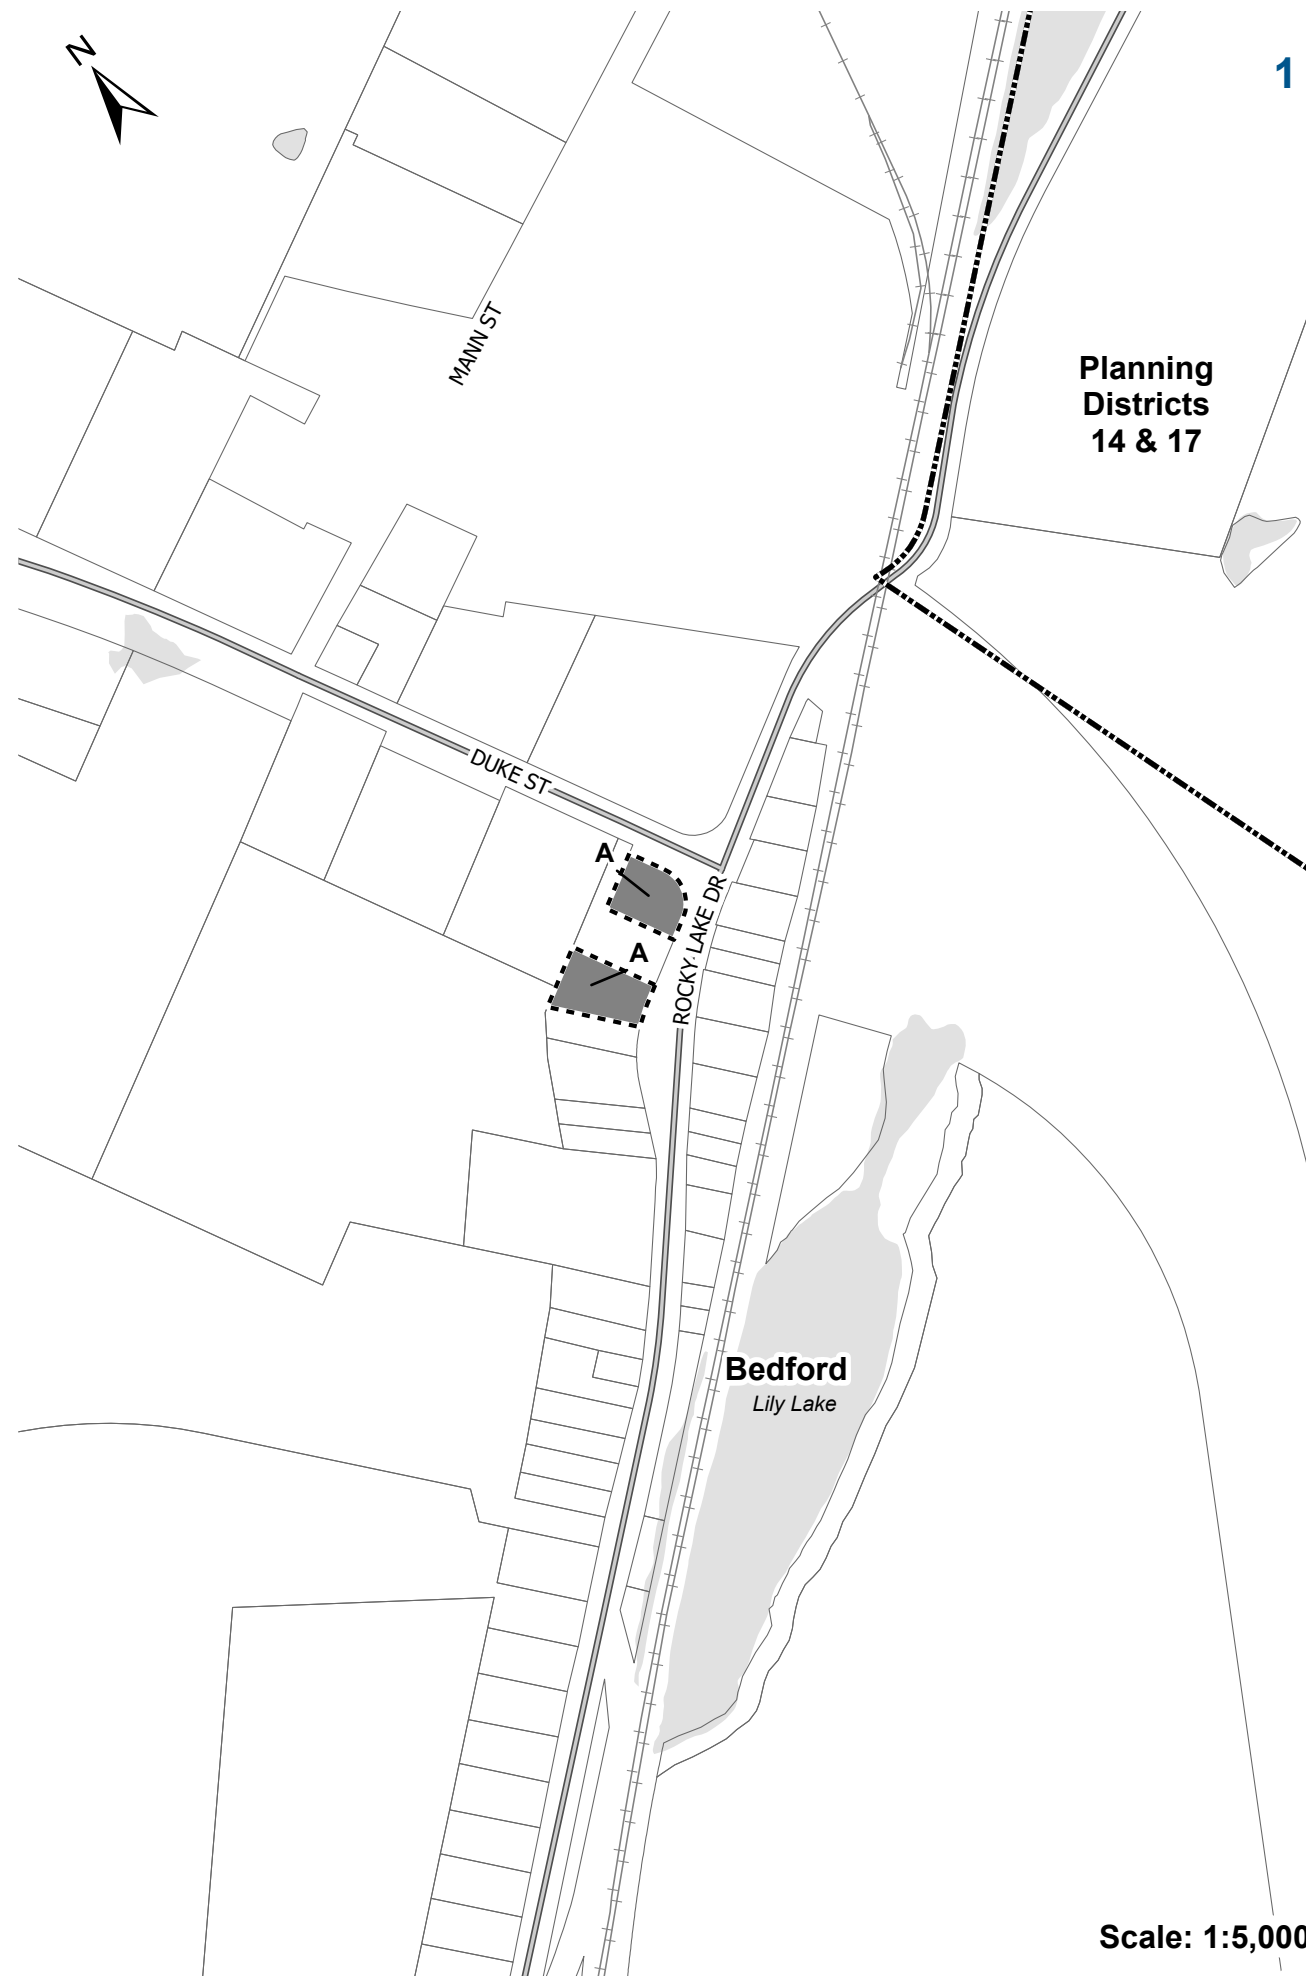 N
1
MANN ST
Planning
Districts
14 & 17
DUKE ST
A
ROCKY LAKE DR
A
Bedford
Lily Lake
Scale: 1:5,000